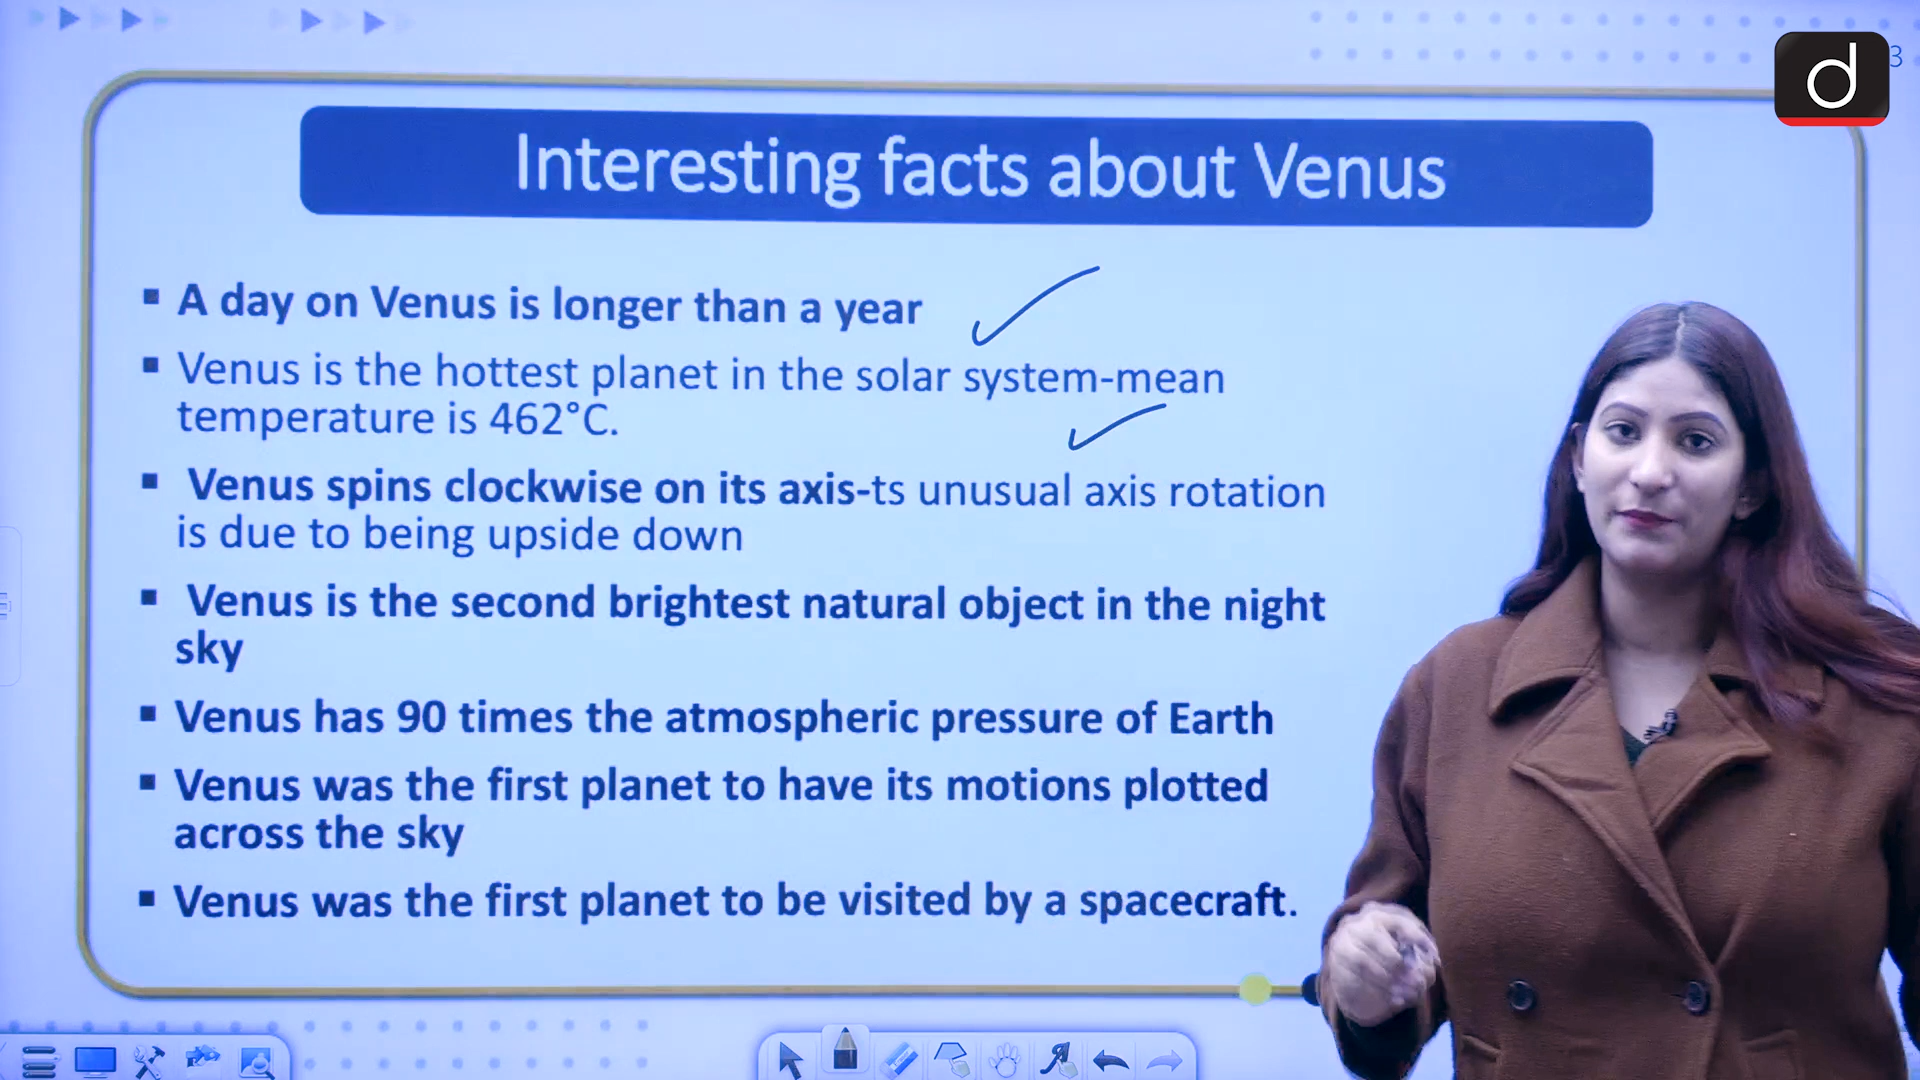 d
3
Interesting facts about Venus
▪ A day on Venus is longer than a year
▪ Venus is the hottest planet in the solar system-mean
temperature is 462°C.
▪ Venus spins clockwise on its axis-ts unusual axis rotation
is due to being upside down
▪ Venus is the second brightest natural object in the night
sky
▪ Venus has 90 times the atmospheric pressure of Earth
▪ Venus was the first planet to have its motions plotted
across the sky
▪ Venus was the first planet to be visited by a spacecraft.